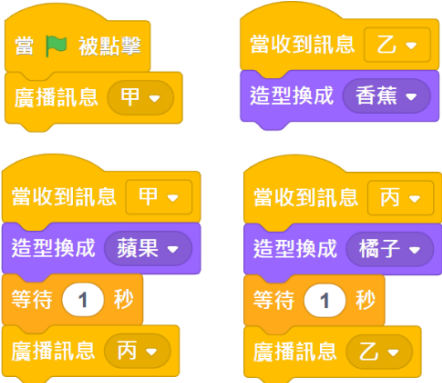 當 被點擊
廣播訊息 甲
當收到訊息 乙
造型換成 香蕉
當收到訊息 甲
造型換成 蘋果
等待 1 秒
廣播訊息 丙
當收到訊息 丙
造型換成 橘子
等待 1 秒
廣播訊息 乙